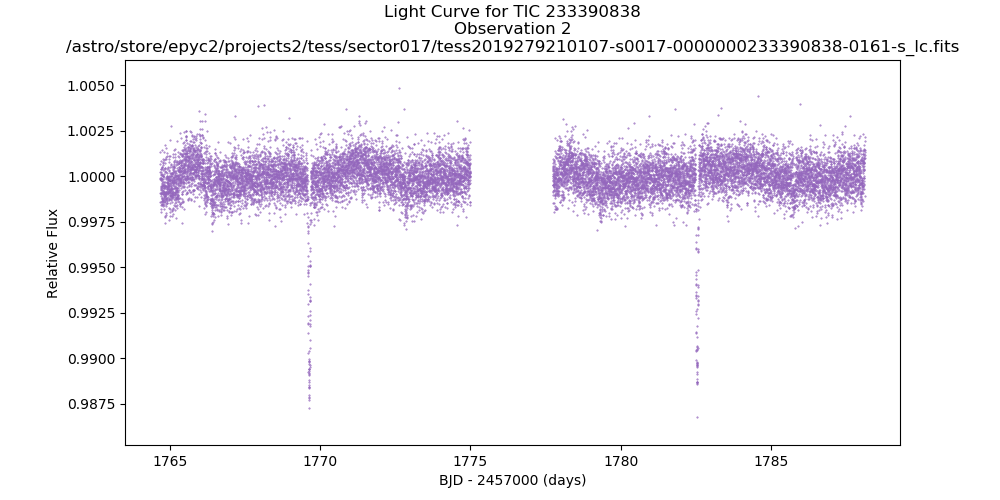 Light Curve for TIC 233390838
Observation 2
/astro/store/epyc2/projects2/tess/sector017/tess2019279210107-s0017-0000000233390838-0161-s_lc.fits
1.0050
1.0025
1.0000
0.9975
0.9950
0.9925
0.9900
0.9875
Relative Flux
1765
1770
1775
1780
1785
BJD - 2457000 (days)